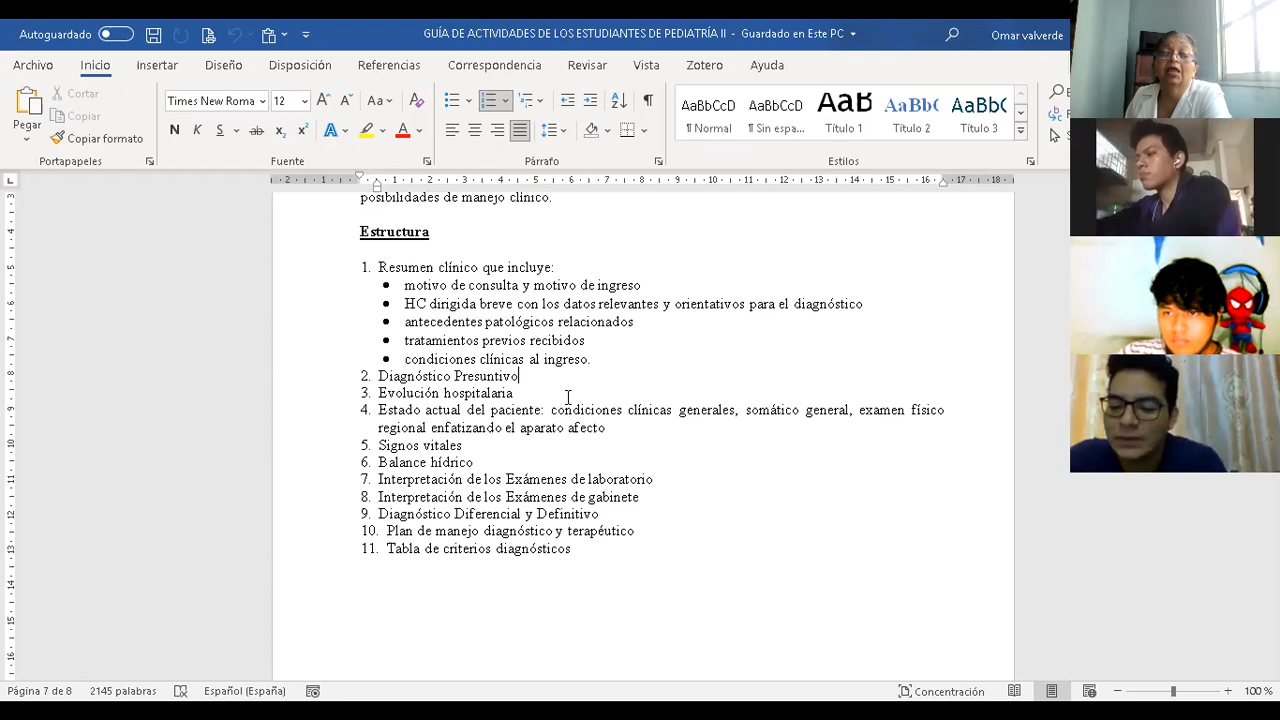 Autoguardado
GUÍA DE ACTIVIDADES DE LOS ESTUDIANTES DE PEDIATRÍA II - Guardado en Este PC
Omar valverde
Archivo Inicio Insertar Diseño Disposición Referencias Correspondencia Revisar Vista Zotero Ayuda
Pegar
Cortar
Copiar
Copiar formato
Portapapeles
Times New Roma 12
N K S ab
Fuente
Párrafo
AaBbCcD AaBbCcD AaB AaBbC AaBbCc
¶ Normal ¶ Sin espa... Título 1 Título 2 Título 3
Estilos
posibilidades de manejo clínico.
Estructura
1. Resumen clínico que incluye:
• motivo de consulta y motivo de ingreso
• HC dirigida breve con los datos relevantes y orientativos para el diagnóstico
• antecedentes patológicos relacionados
• tratamientos previos recibidos
• condiciones clínicas al ingreso.
2. Diagnóstico Presuntivo
3. Evolución hospitalaria
4. Estado actual del paciente: condiciones clínicas generales, somático general, examen físico
regional enfatizando el aparato afecto
5. Signos vitales
6. Balance hídrico
7. Interpretación de los Exámenes de laboratorio
8. Interpretación de los Exámenes de gabinete
9. Diagnóstico Diferencial y Definitivo
10. Plan de manejo diagnóstico y terapéutico
11. Tabla de criterios diagnósticos
Página 7 de 8 2145 palabras Español (España) Concentración 100 %